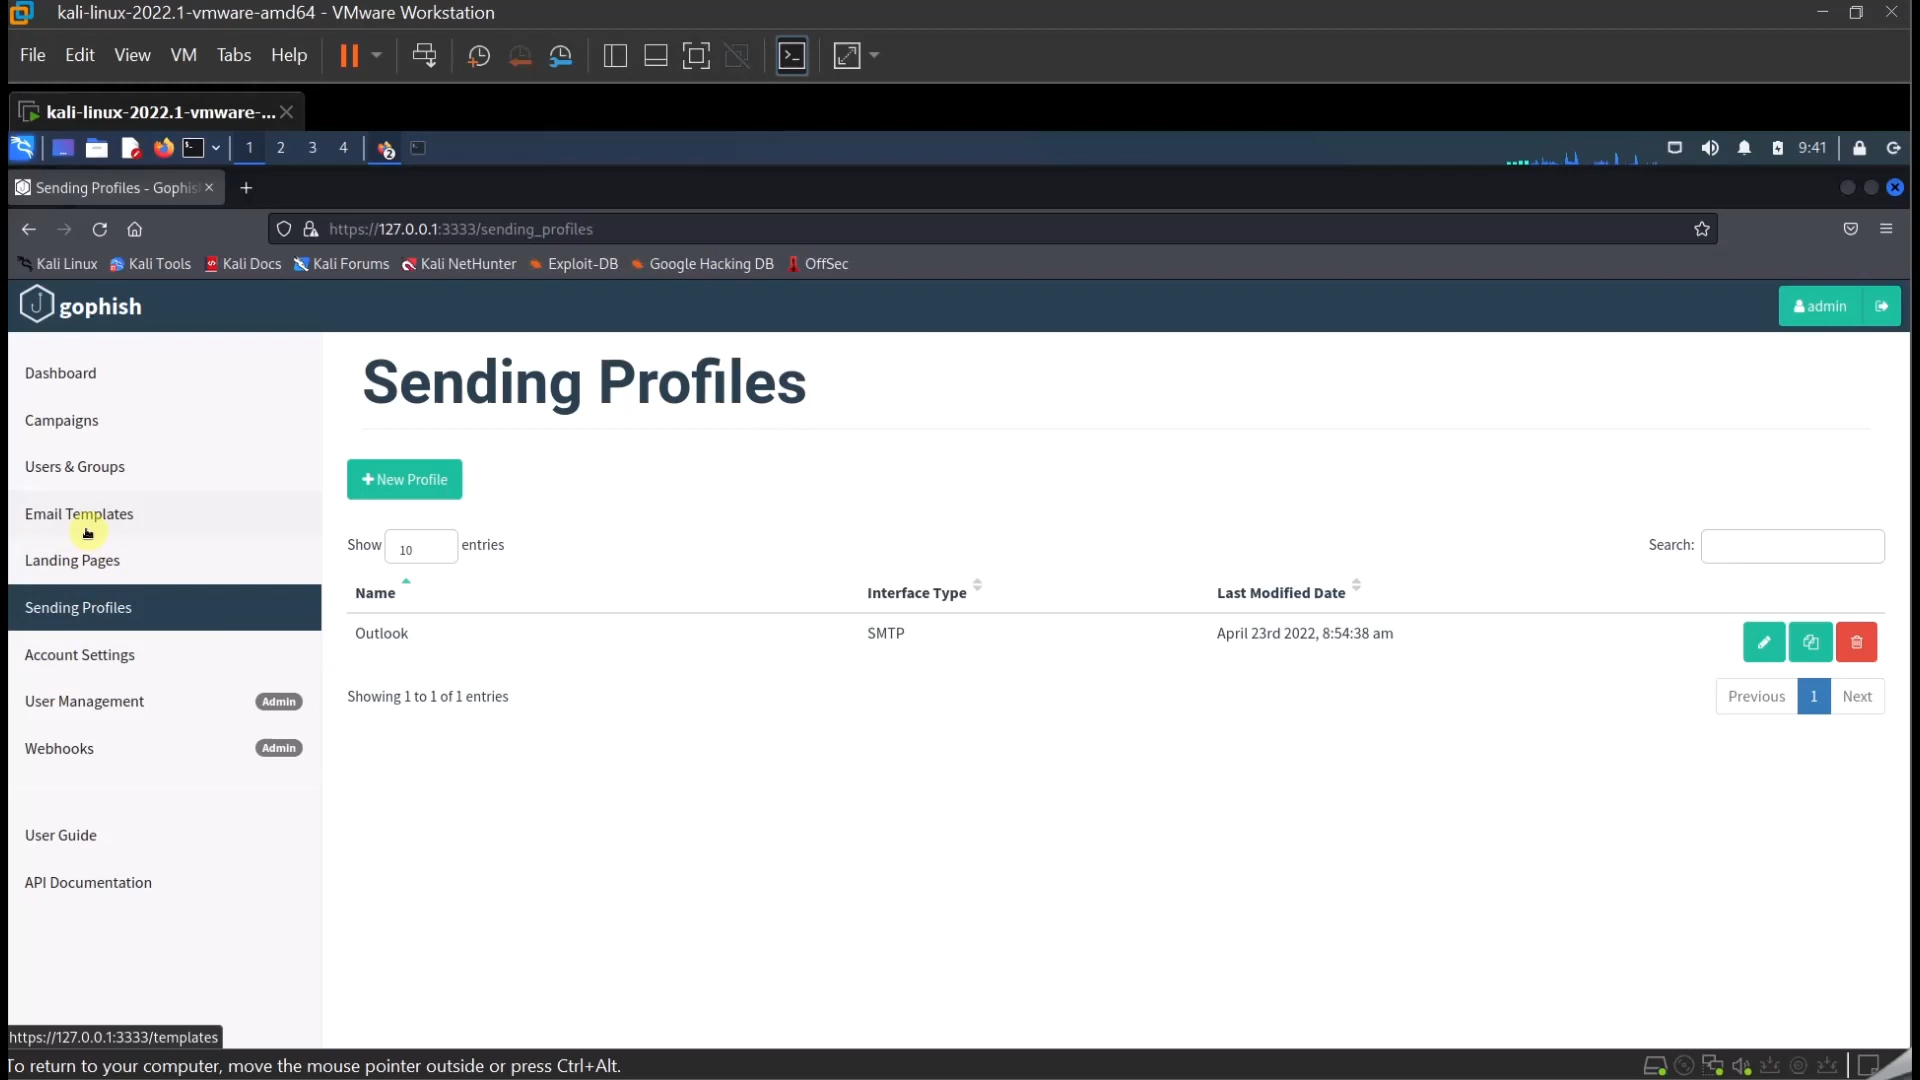 kali-linux-2022.1-vmware-amd64 - VMware Workstation
File Edit View VM Tabs Help
kali-linux-2022.1-vmware-...
1 2 3 4 2 9:41
Sending Profiles - Gophis
https://127.0.0.1:3333/sending_profiles
Kali Linux Kali Tools Kali Docs Kali Forums Kali NetHunter Exploit-DB Google Hacking DB OffSec
gophish
admin
Dashboard
Campaigns
Users & Groups
Email Templates
Landing Pages
Sending Profiles
Account Settings
User Management Admin
Webhooks Admin
User Guide
API Documentation
Sending Profiles
New Profile
Show 10 entries
Search:
Name Interface Type Last Modified Date
Outlook SMTP April 23rd 2022, 8:54:38 am
Showing 1 to 1 of 1 entries
Previous 1 Next
https://127.0.0.1:3333/templates
To return to your computer, move the mouse pointer outside or press Ctrl+Alt.